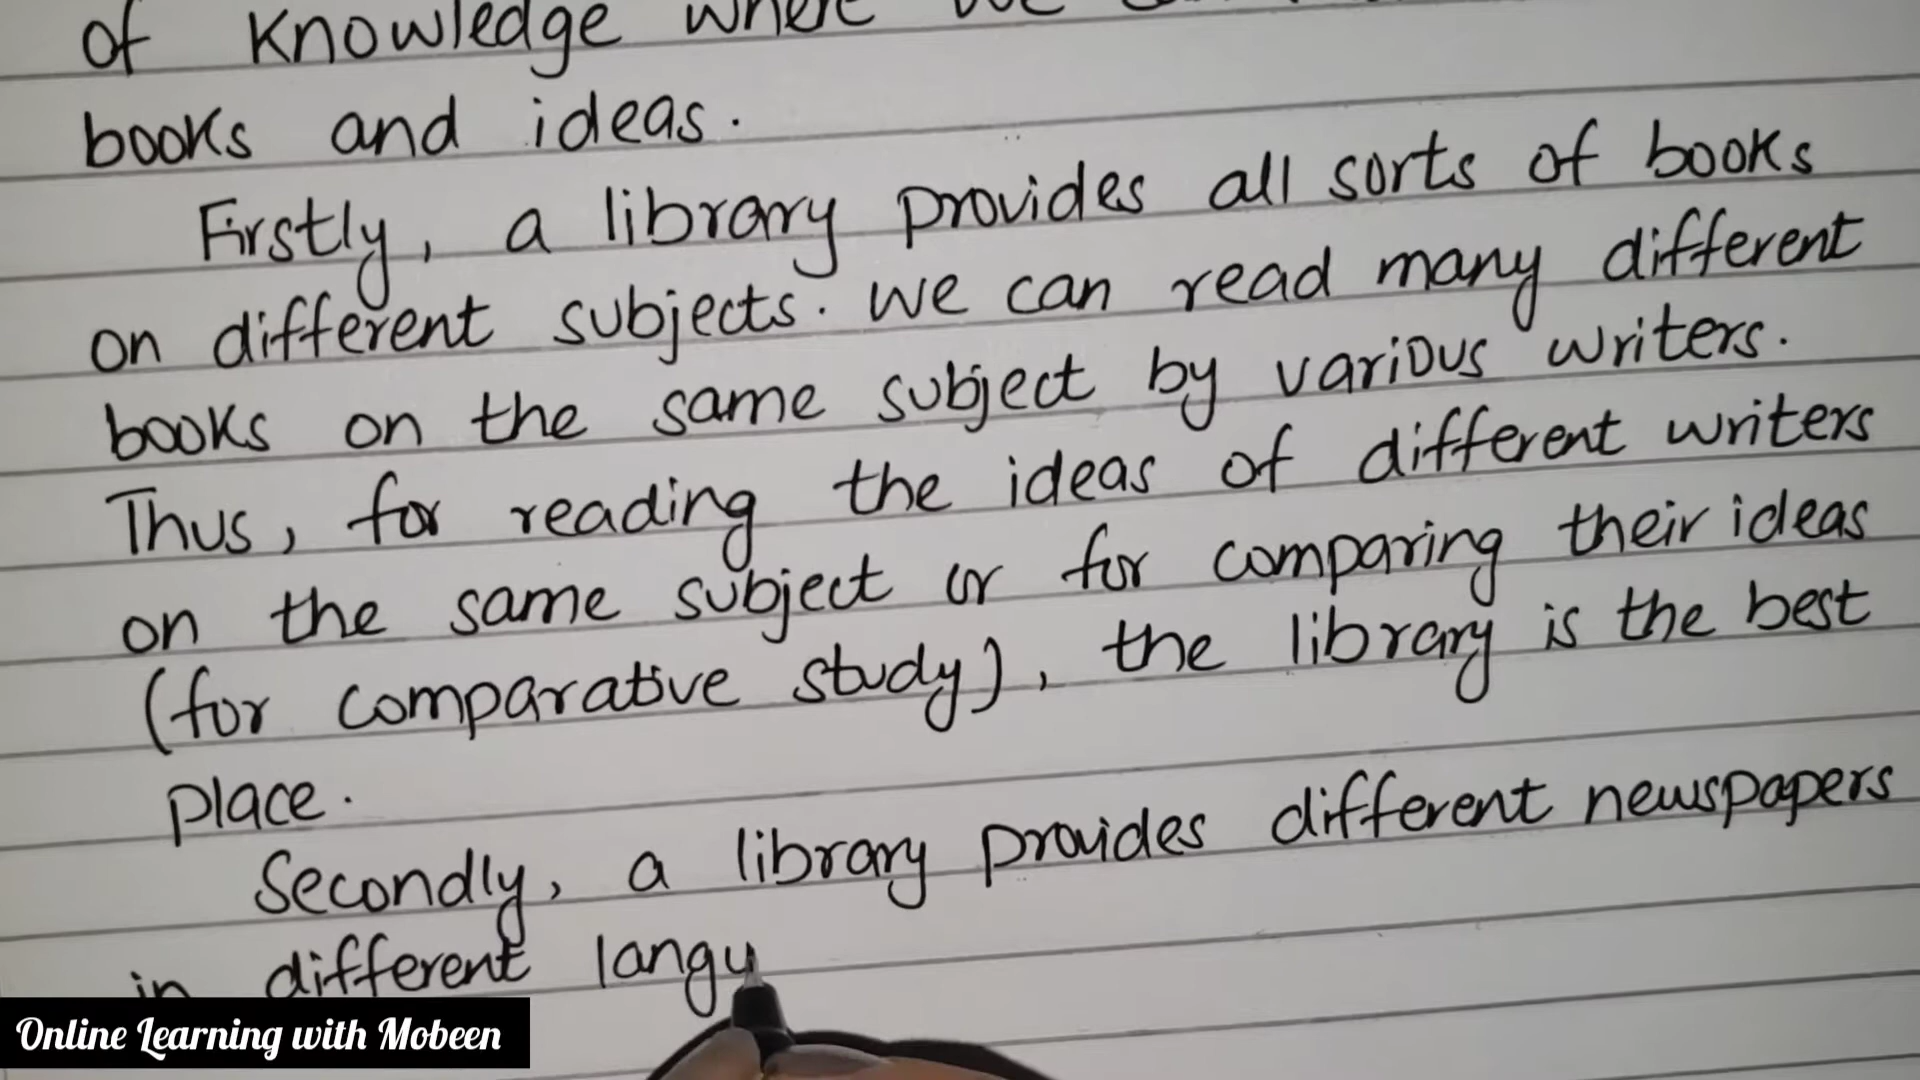 of knowledge where we
books and ideas.
Firstly, a library provides all sorts of books
on different subjects. We can read many different
books on the same subject by various writers.
Thus, for reading the ideas of different writers
on the same subject or for comparing their ideas
(for comparative study), the library is the best
place.
Secondly, a library provides different newspapers
in different langu
Online Learning with Mobeen